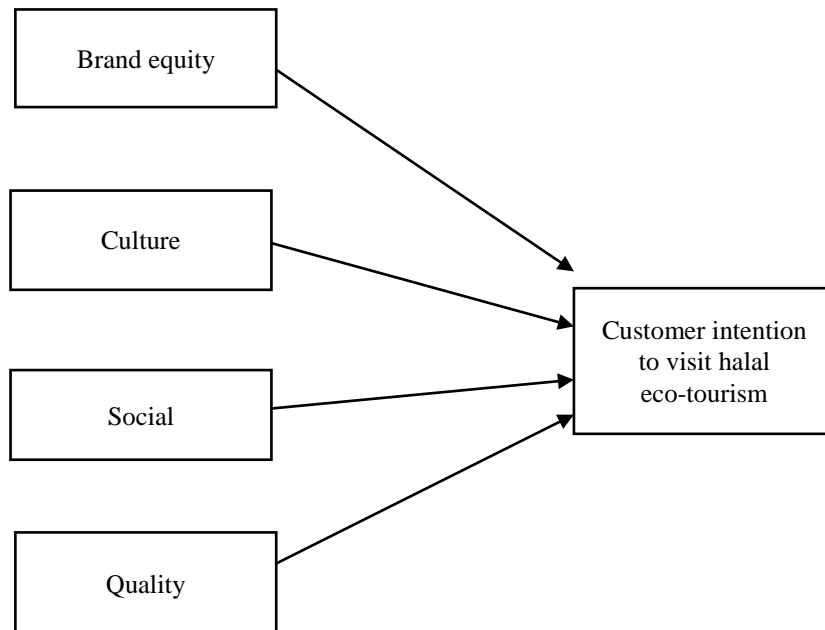 Brand equity
Culture
Social
Quality
Customer intention
to visit halal
eco-tourism